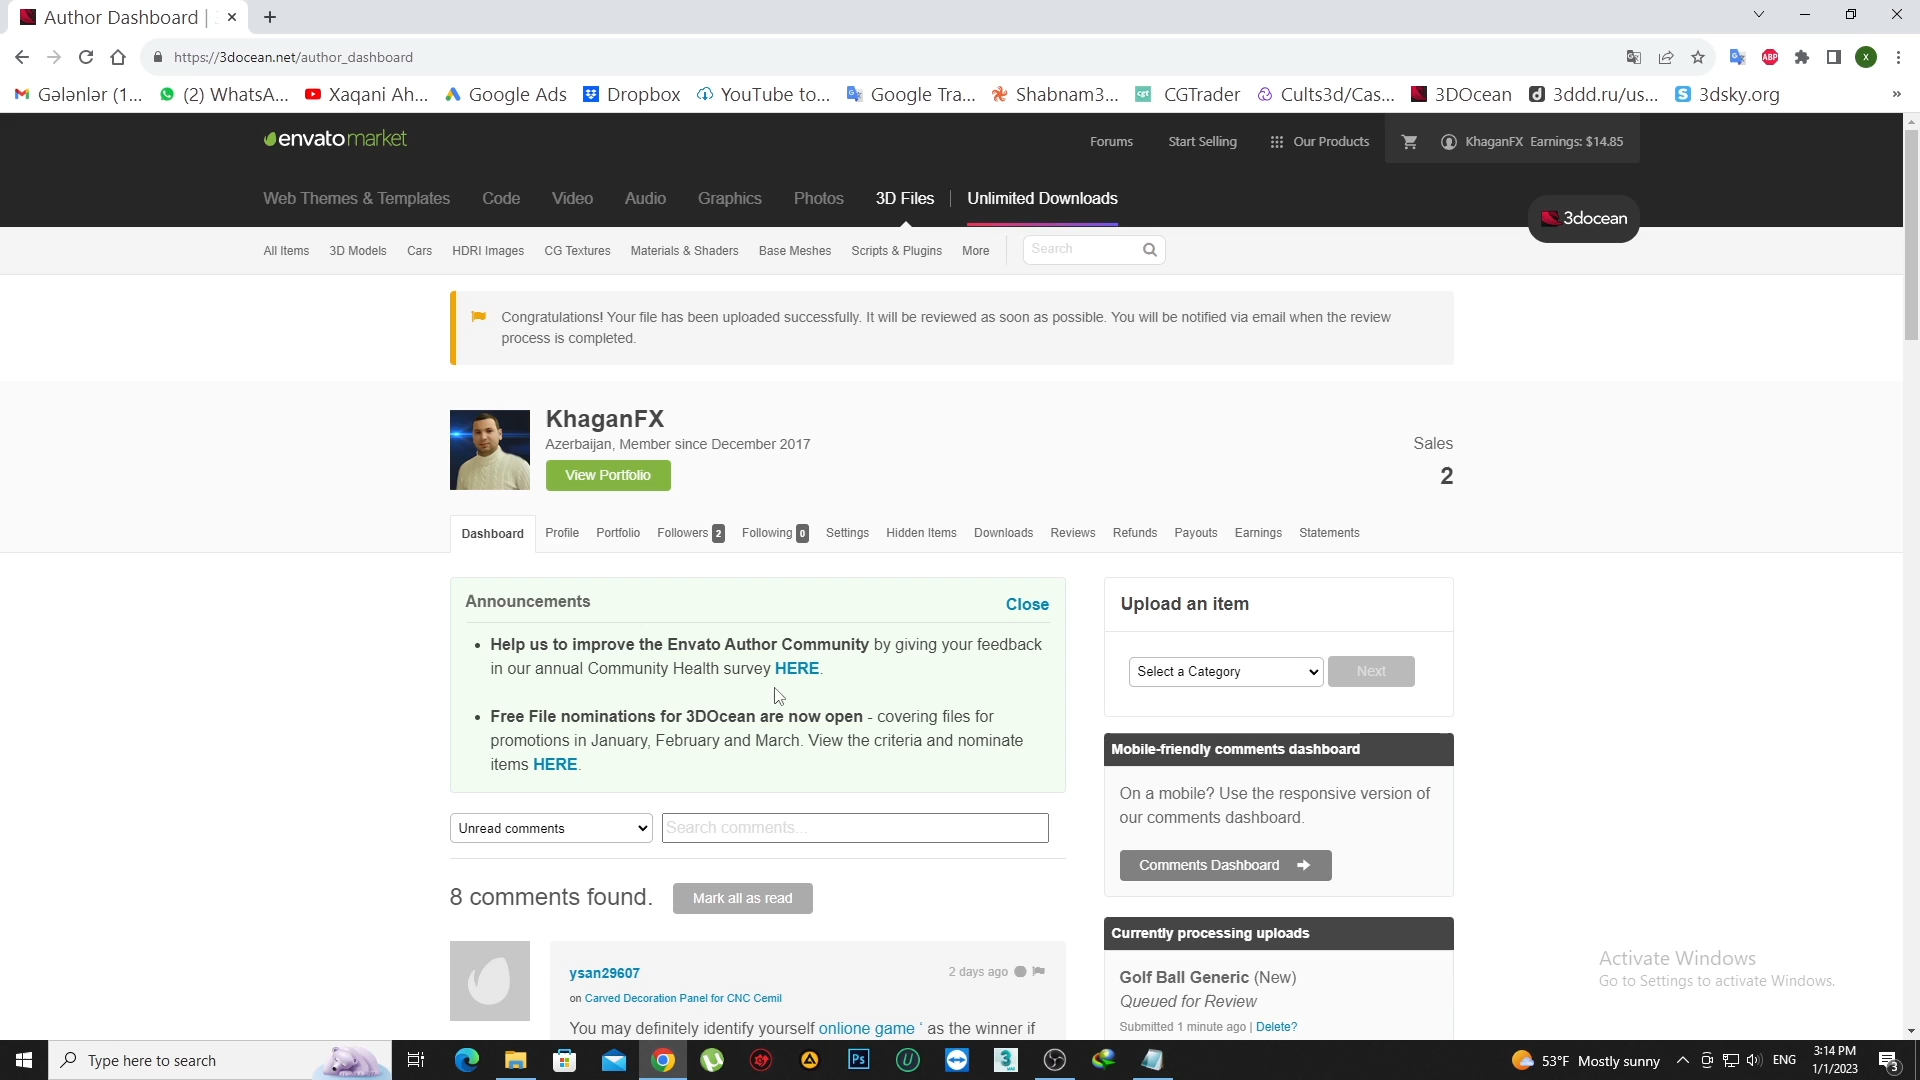 Author Dashboard |
https://3docean.net/author_dashboard
ABP
X
Gələnlər (1...
(2) WhatsA...
Xaqani Ah...
Google Ads
Dropbox
YouTube to...
Google Tra...
Shabnam3...
CGTrader
Cults3d/Cas...
3DOcean
3ddd.ru/us...
3dsky.org
»
envatomarket
Forums
Start Selling
Our Products
KhaganFX Earnings: $14.85
Web Themes & Templates
Code
Video
Audio
Graphics
Photos
3D Files
Unlimited Downloads
3docean
All Items
3D Models
Cars
HDRI Images
CG Textures
Materials & Shaders
Base Meshes
Scripts & Plugins
More
Search
Congratulations! Your file has been uploaded successfully. It will be reviewed as soon as possible. You will be notified via email when the review
process is completed.
KhaganFX
Azerbaijan, Member since December 2017
View Portfolio
Sales
2
Dashboard
Profile
Portfolio
Followers 2
Following 0
Settings
Hidden Items
Downloads
Reviews
Refunds
Payouts
Earnings
Statements
Announcements
Close
• Help us to improve the Envato Author Community by giving your feedback
in our annual Community Health survey HERE.
• Free File nominations for 3DOcean are now open - covering files for
promotions in January, February and March. View the criteria and nominate
items HERE.
Unread comments
Search comments...
8 comments found.
Mark all as read
ysan29607
2 days ago
on Carved Decoration Panel for CNC Cemil
You may definitely identify yourself onlione game ‘ as the winner if
Upload an item
Select a Category
Next
Mobile-friendly comments dashboard
On a mobile? Use the responsive version of
our comments dashboard.
Comments Dashboard
Currently processing uploads
Golf Ball Generic (New)
Queued for Review
Submitted 1 minute ago | Delete?
Activate Windows
Go to Settings to activate Windows.
Type here to search
Ps
U
3
53°F Mostly sunny
ENG
3:14 PM
1/1/2023
3